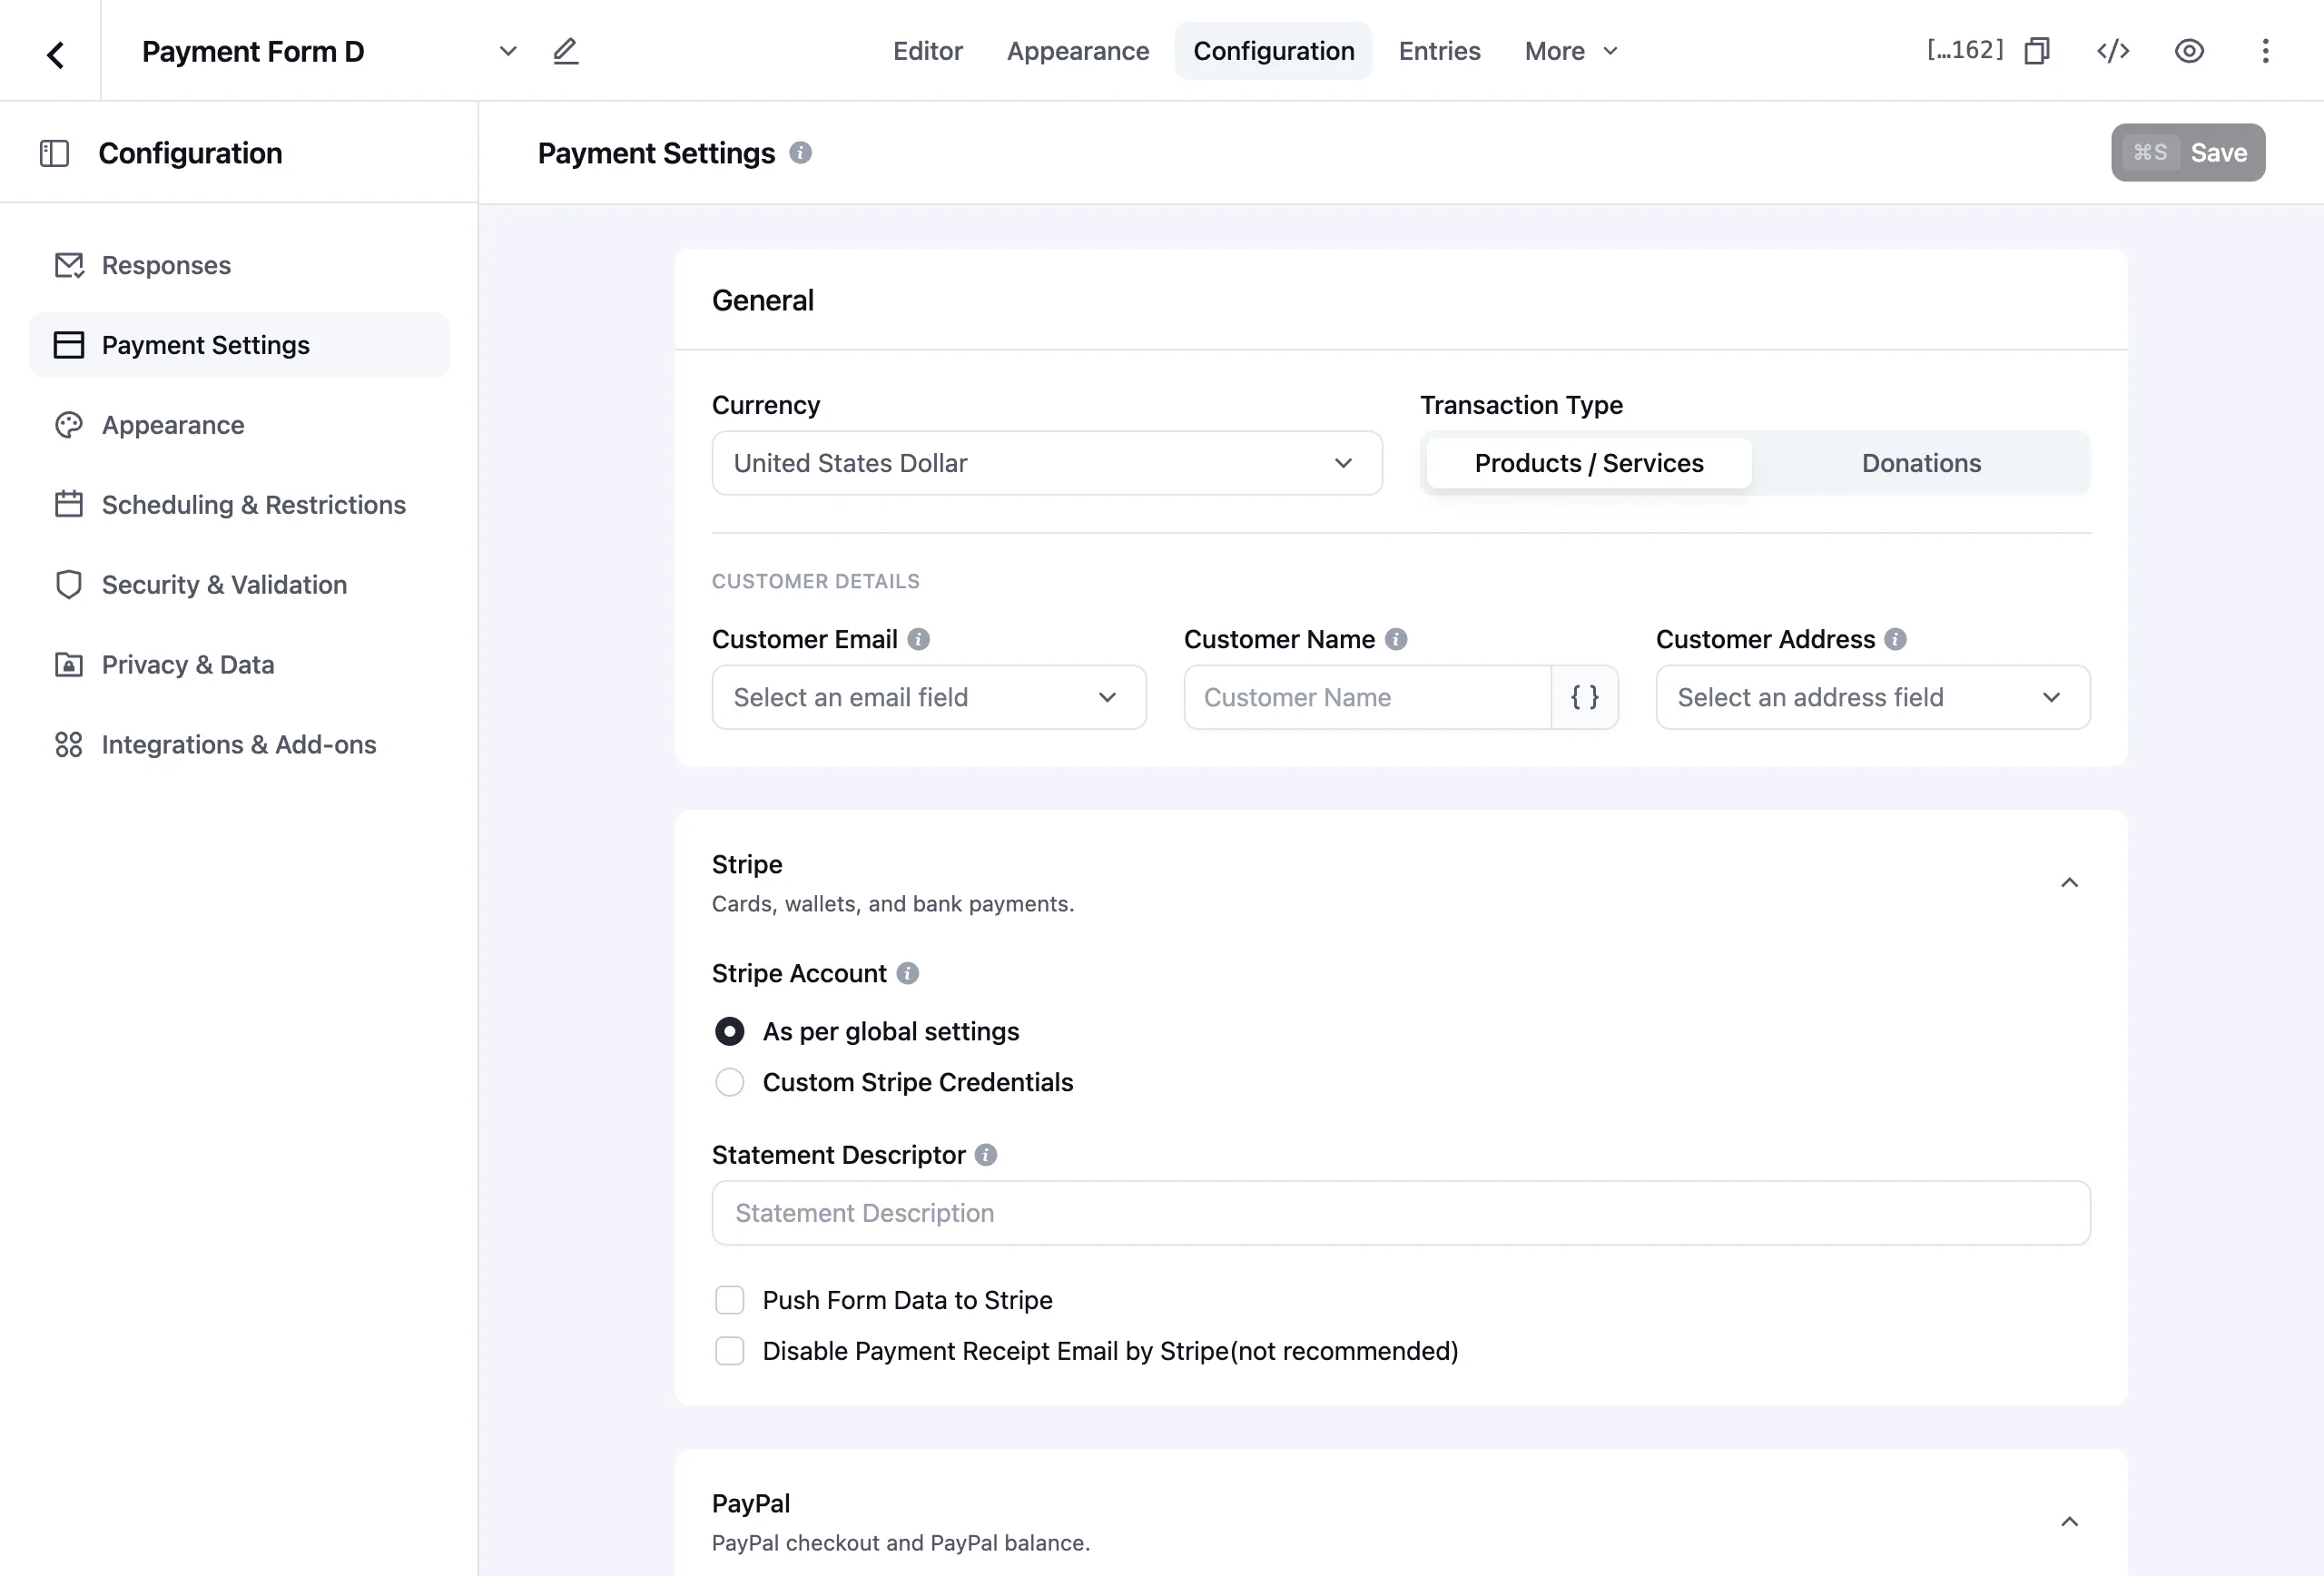 Payment Form D
Editor Appearance Configuration Entries More
[…162]
Configuration
Payment Settings
⌘S Save
Responses
Payment Settings
Appearance
Scheduling & Restrictions
Security & Validation
Privacy & Data
Integrations & Add-ons
General
Currency
United States Dollar
Transaction Type
Products / Services Donations
CUSTOMER DETAILS
Customer Email
Select an email field
Customer Name
Customer Name { }
Customer Address
Select an address field
Stripe
Cards, wallets, and bank payments.
Stripe Account
As per global settings
Custom Stripe Credentials
Statement Descriptor
Statement Description
Push Form Data to Stripe
Disable Payment Receipt Email by Stripe(not recommended)
PayPal
PayPal checkout and PayPal balance.